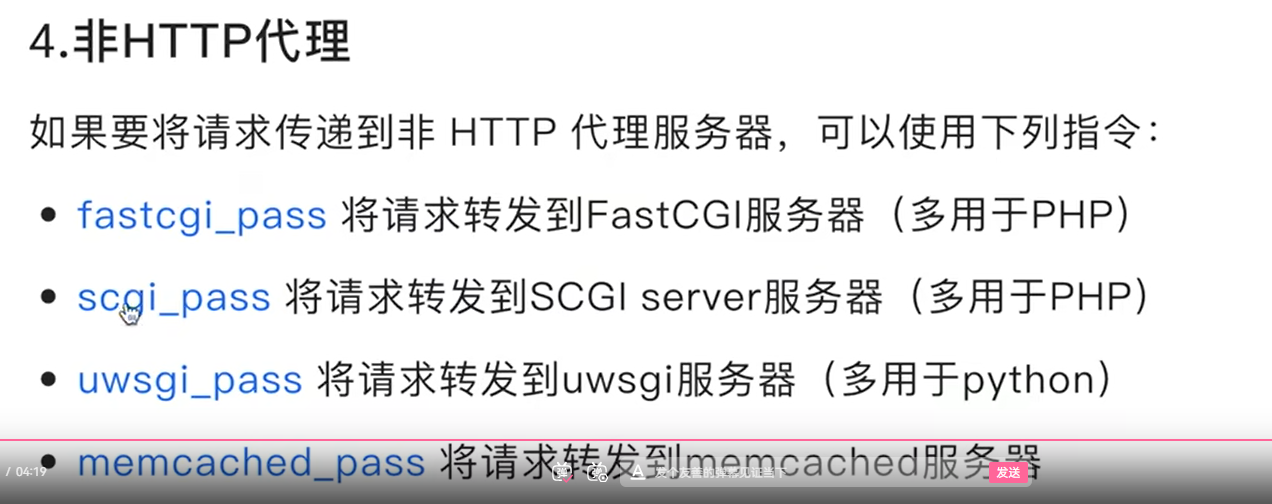 4.非HTTP代理
如果要将请求传递到非 HTTP 代理服务器，可以使用下列指令：
• fastcgi_pass 将请求转发到FastCGI服务器（多用于PHP）
• scgi_pass 将请求转发到SCGI server服务器（多用于PHP）
• uwsgi_pass 将请求转发到uwsgi服务器（多用于python）
• memcached_pass 将请求转发到memcached服务器
/ 04:19
弹 弹 A 发个友善的弹幕见证当下 发送